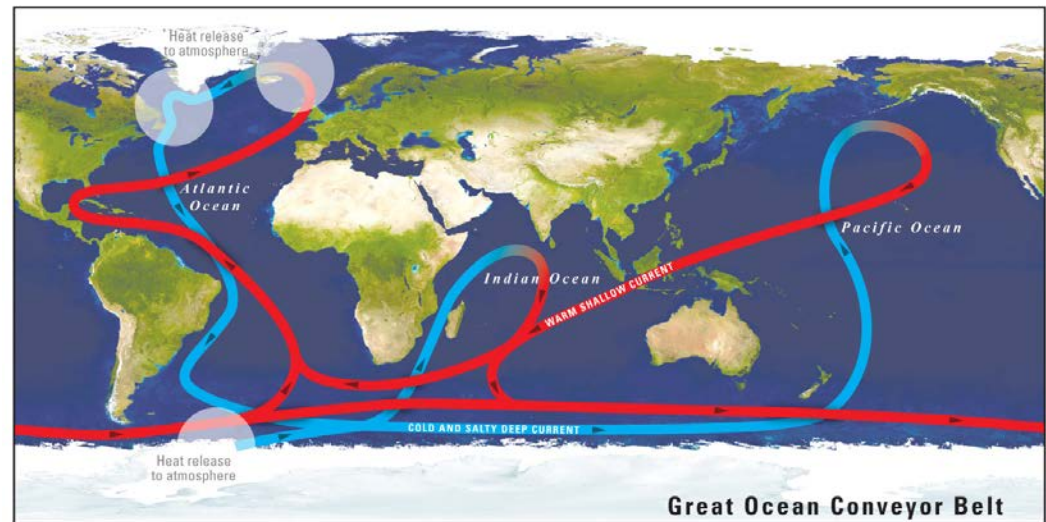 Heat release
to atmosphere
Atlantic
Ocean
Pacific Ocean
Indian Ocean
WARM SHALLOW CURRENT
COLD AND SALTY DEEP CURRENT
Heat release
to atmosphere
Great Ocean Conveyor Belt